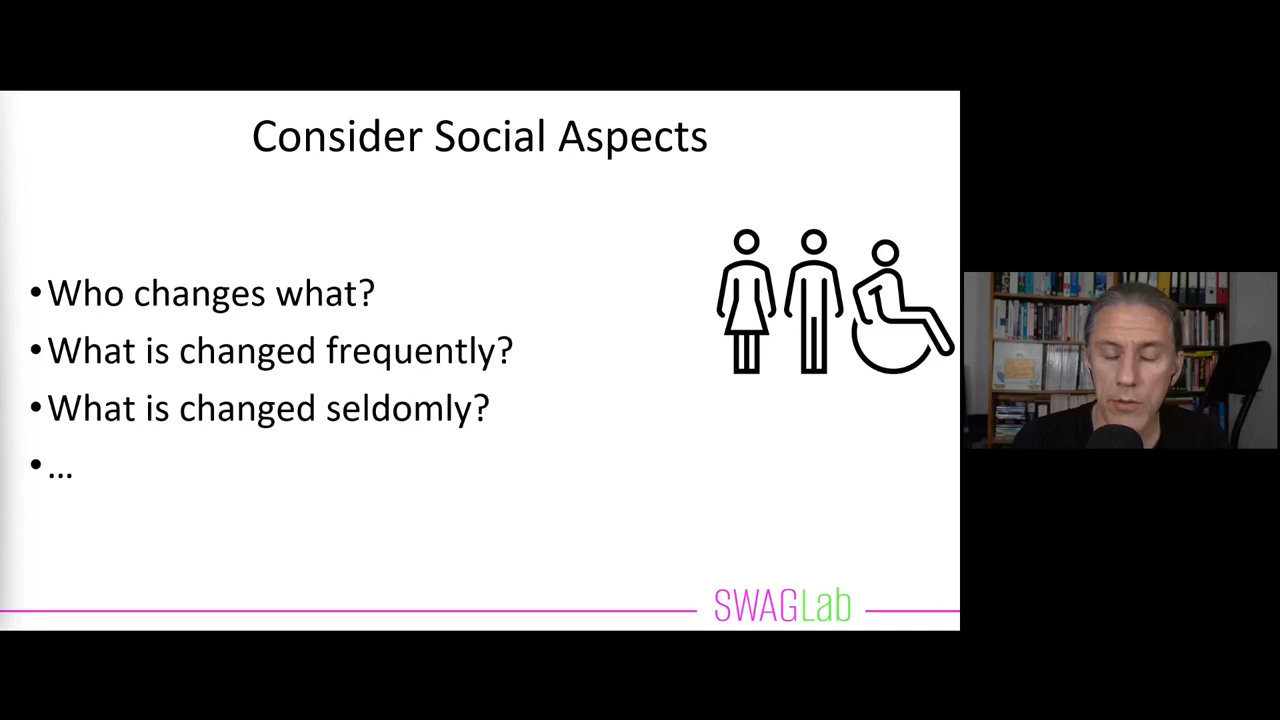 Consider Social Aspects
•Who changes what?
•What is changed frequently?
•What is changed seldomly?
•…
SWAGLab